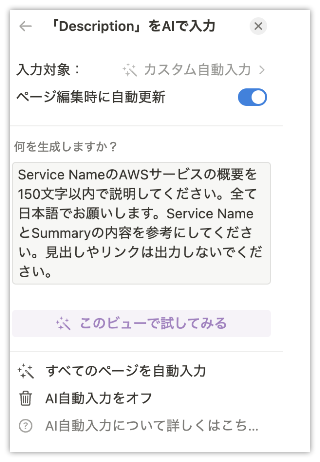 「Description」をAIで入力
入力対象： カスタム自動入力
ページ編集時に自動更新
何を生成しますか？
Service NameのAWSサービスの概要を
150文字以内で説明してください。全て
日本語でお願いします。Service Name
とSummaryの内容を参考にしてくださ
い。見出しやリンクは出力しないでくだ
さい。
このビューで試してみる
すべてのページを自動入力
AI自動入力をオフ
AI自動入力について詳しくはこち...